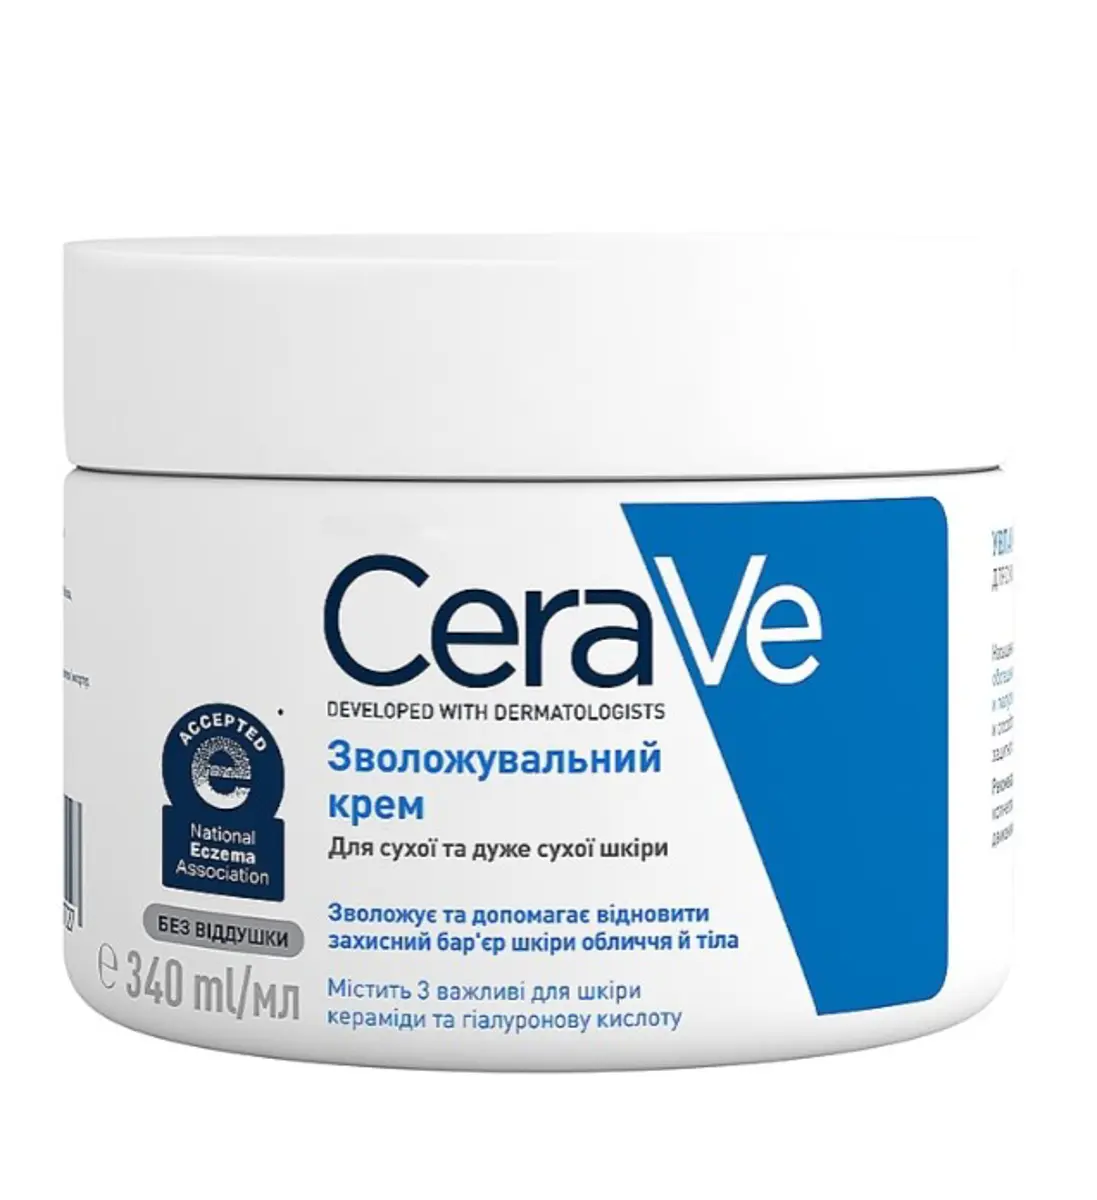 CeraVe
DEVELOPED WITH DERMATOLOGISTS
Зволожувальний
крем
Для сухої та дуже сухої шкіри
Зволожує та допомагає відновити
захисний бар'єр шкіри обличчя й тіла
Містить 3 важливі для шкіри
кераміди та гіалуронову кислоту
ACCEPTED
e
National
Eczema
Association
БЕЗ ВІДДУШКИ
e 340 ml/мл